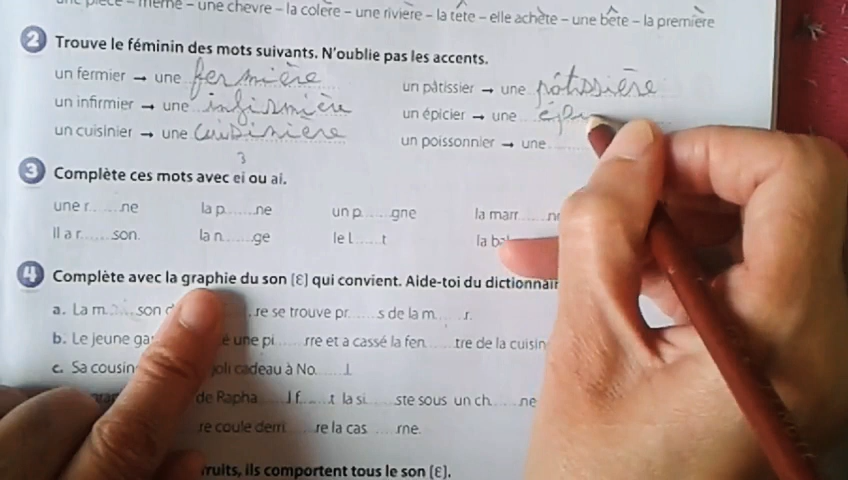 pièce – même – une chèvre – la colère – une rivière – la tête – elle achète – une bête – la première
2 Trouve le féminin des mots suivants. N'oublie pas les accents.
un fermier → une fermière
un pâtissier → une pâtissière
un infirmier → une infirmière
un épicier → une épi
un cuisinier → une cuisiniere
un poissonnier → une
3
3 Complète ces mots avec ei ou ai.
une r......ne la p......ne un p......gne la marr......n
Il a r......son. la n......ge le l......t la ba
4 Complète avec la graphie du son [ɛ] qui convient. Aide-toi du dictionnair
a. La m......son d ......re se trouve pr......s de la m......r.
b. Le jeune ga é une pi......rre et a cassé la fen......tre de la cuisin
c. Sa cousin joli cadeau à No......l.
de Rapha......l f......t la si......ste sous un ch......ne
re coule derri......re la cas......rne.
ruits, ils comportent tous le son [ɛ].